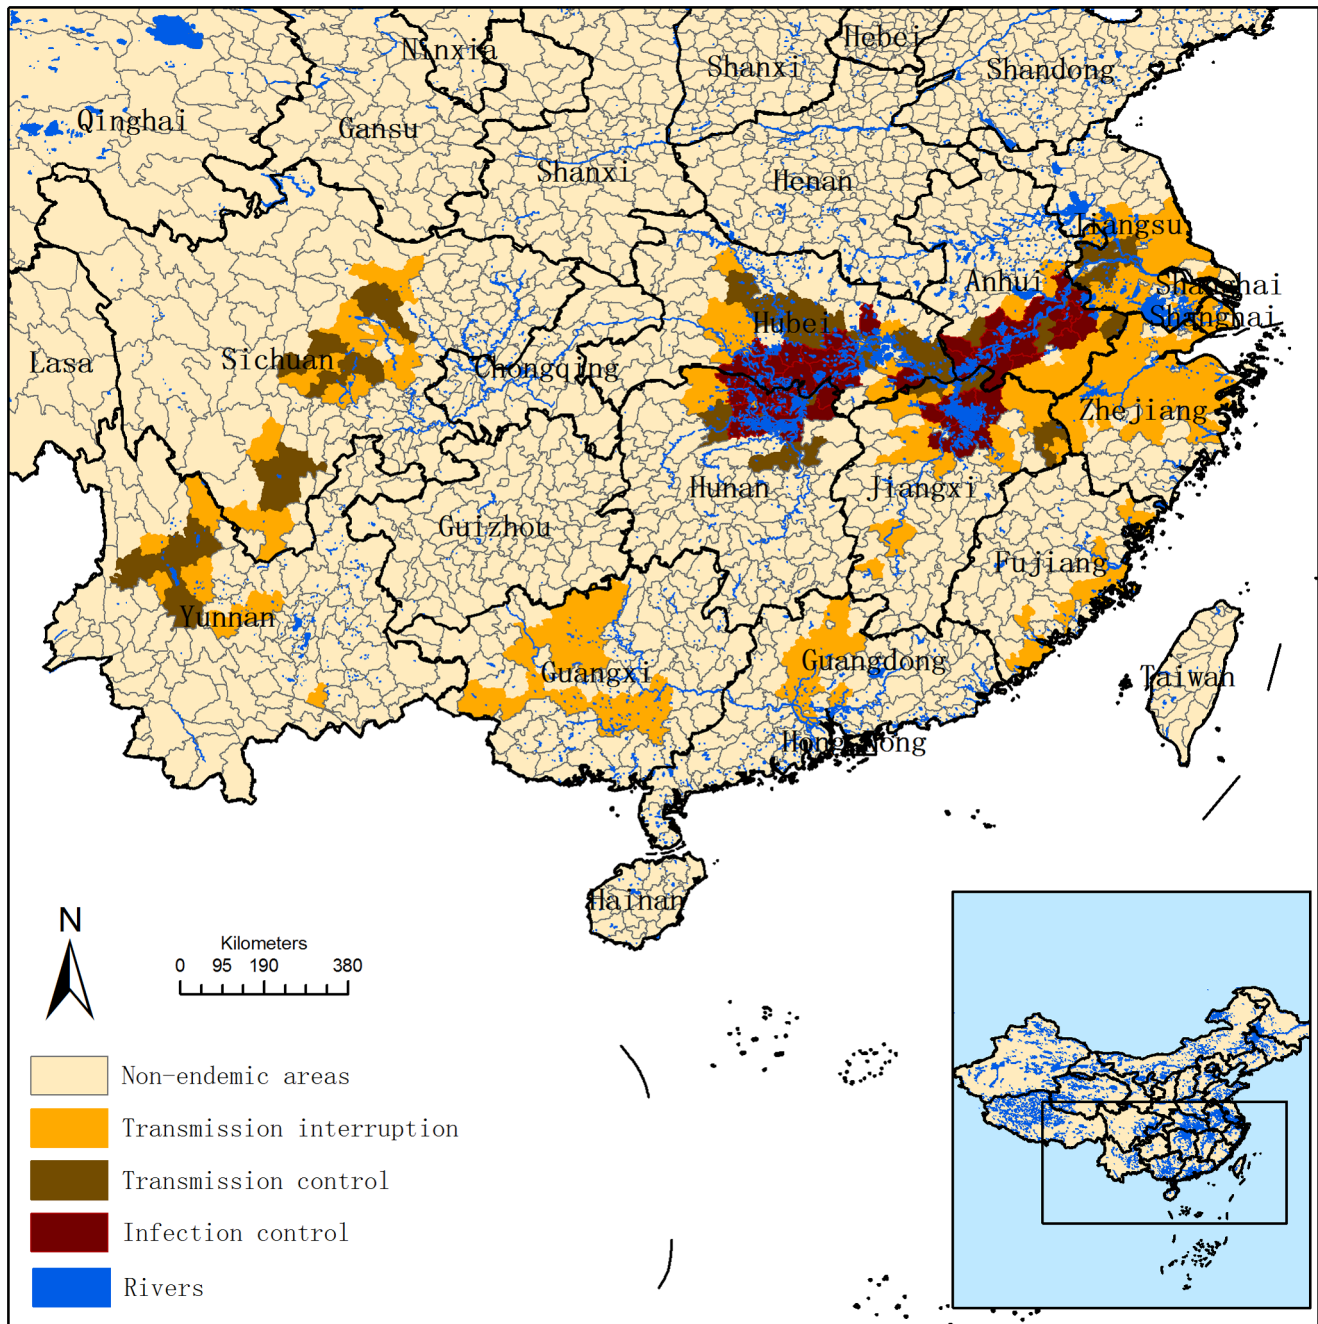 Hebei
Ninxia
Shanxi
Shandong
Qinghai
Gansu
Shanxi
Henan
Jiangsu
Anhui
Shanghai
Shanghai
Hubei
Lasa
Sichuan
Chongqing
Zhejiang
Hunan
Jiangxi
Guizhou
Fujiang
Yunnan
Guangxi
Guangdong
Taiwan
Hong Kong
Hainan
N
Kilometers
0 95 190 380
Non-endemic areas
Transmission interruption
Transmission control
Infection control
Rivers